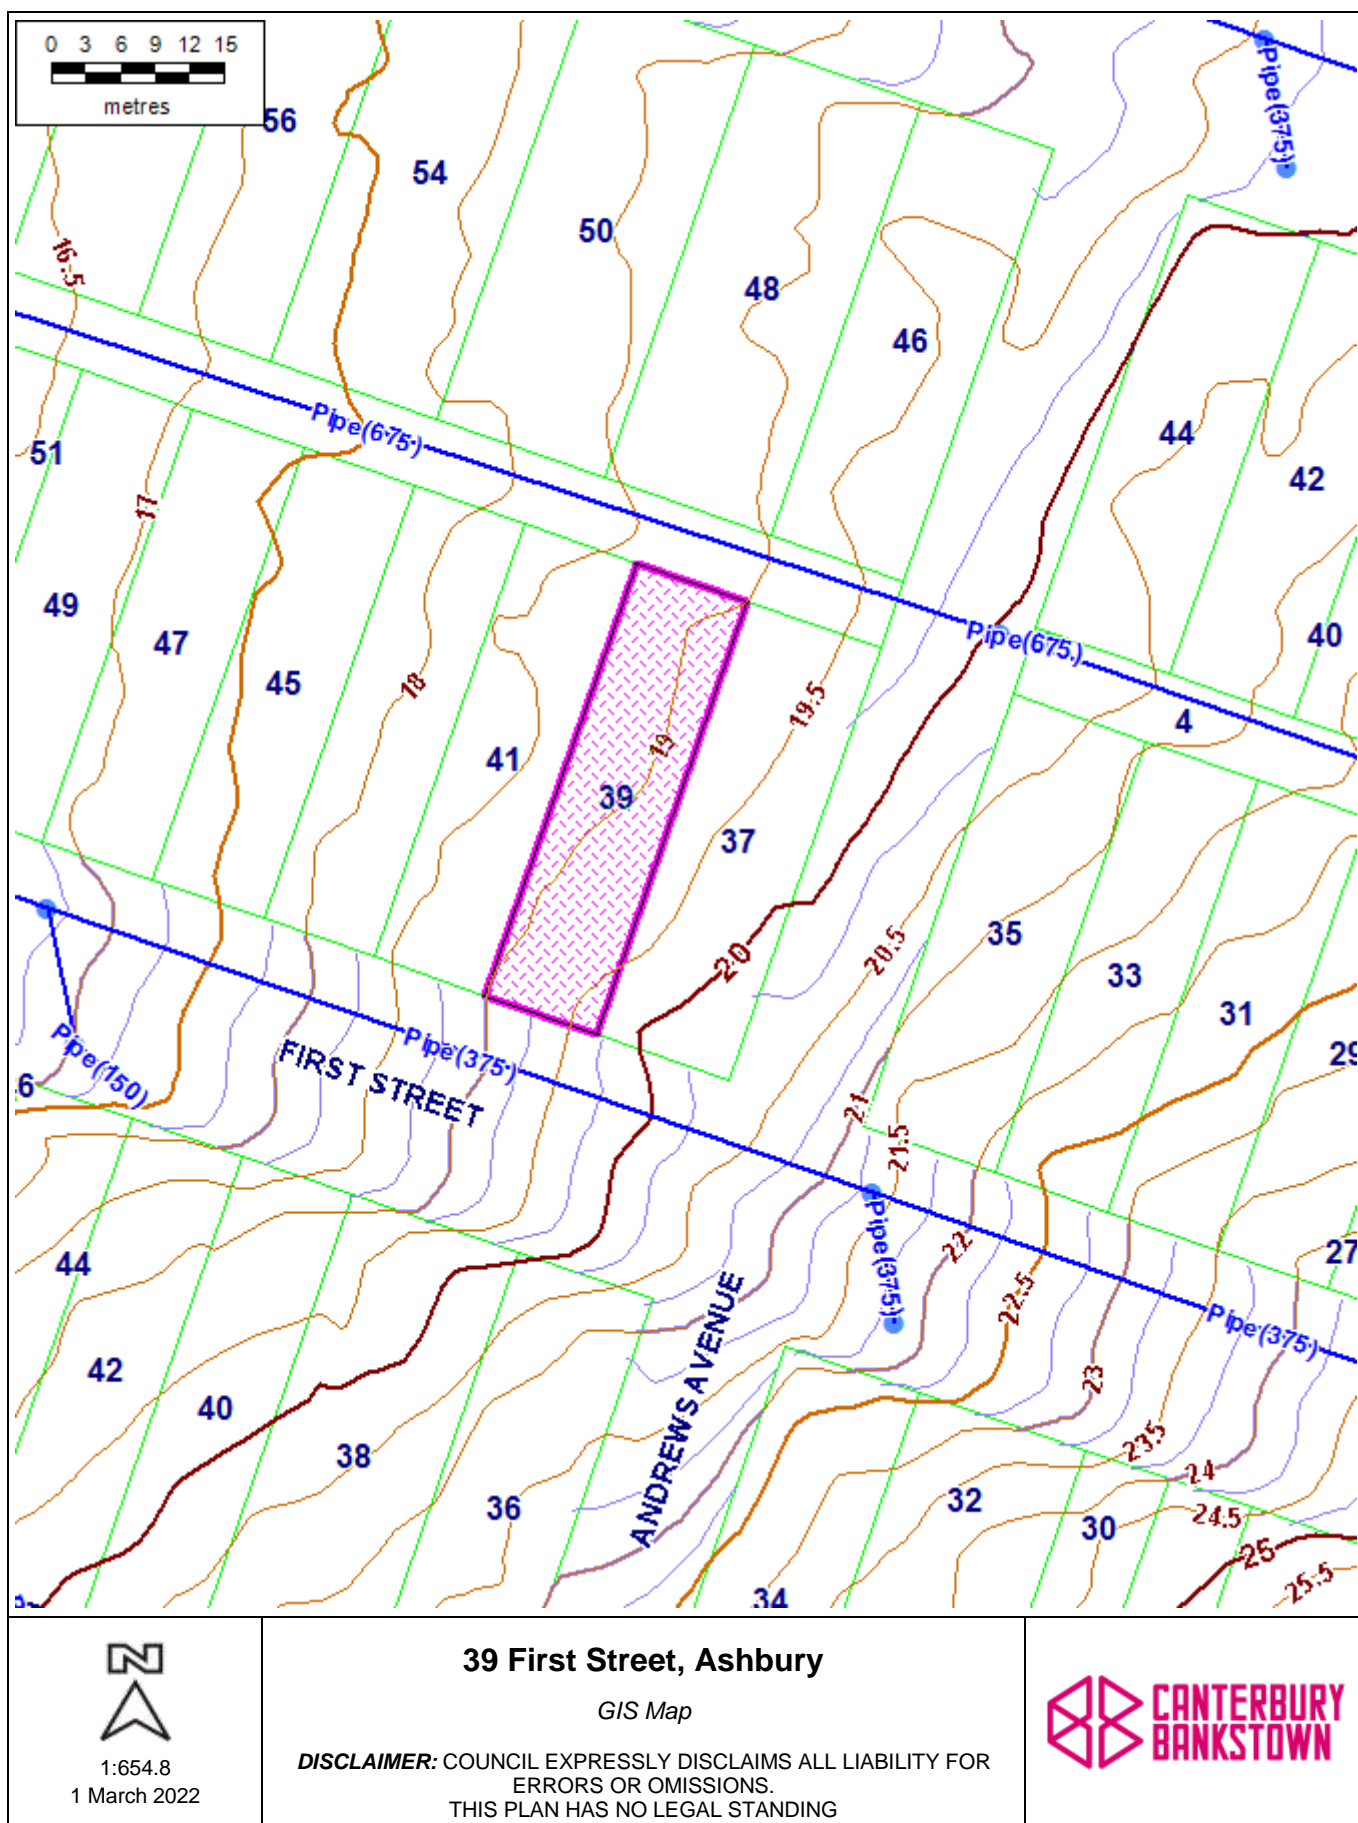 0 3 6 9 12 15
metres
56
54
50
48
46
44
42
40
4
Pipe(375)
16.5
Pipe(675)
51
17
49
47
45
18
41
39
19
19.5
37
Pipe(675)
20
20.5
35
33
31
29
27
Pipe(150)
FIRST STREET
Pipe(375)
21
21.5
22
22.5
Pipe(375)
Pipe(375)
23
23.5
24
24.5
25
25.5
44
42
40
38
36
ANDREWS AVENUE
34
32
30
N
1:654.8
1 March 2022
39 First Street, Ashbury
GIS Map
DISCLAIMER: COUNCIL EXPRESSLY DISCLAIMS ALL LIABILITY FOR
ERRORS OR OMISSIONS.
THIS PLAN HAS NO LEGAL STANDING
CANTERBURY
BANKSTOWN